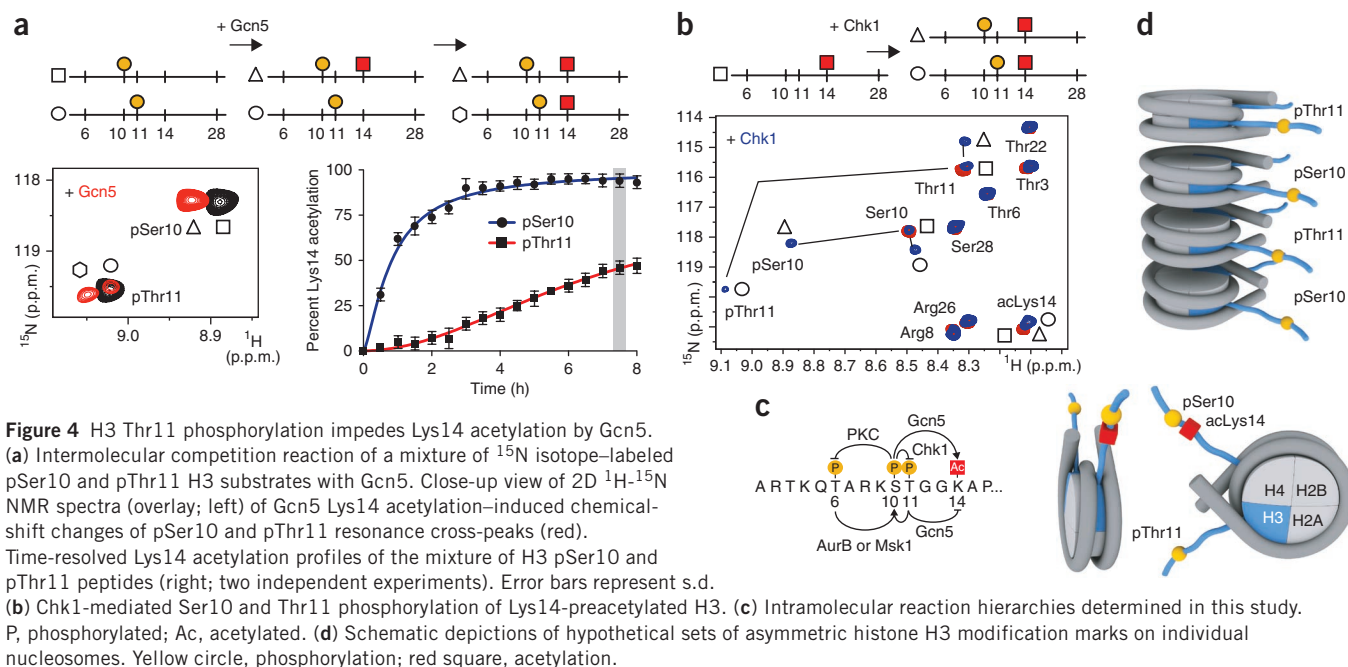 a
+ Gcn5
6 10 11 14 28
6 10 11 14 28
6 10 11 14 28
118
119
¹⁵N (p.p.m.)
+ Gcn5
pSer10
pThr11
9.0 8.9 ¹H (p.p.m.)
Percent Lys14 acetylation
100
75
50
25
0
pSer10
pThr11
0 2 4 6 8
Time (h)
b
+ Chk1
6 10 11 14 28
6 10 11 14 28
+ Chk1
114
115
116
117
118
119
¹⁵N (p.p.m.)
Thr22
Thr11
Thr3
Thr6
Ser10
Ser28
pSer10
pThr11
Arg26
acLys14
Arg8
9.1 9.0 8.9 8.8 8.7 8.6 8.5 8.4 8.3 ¹H (p.p.m.)
d
pThr11
pSer10
pThr11
pSer10
c
Gcn5
PKC
Chk1
P P P Ac
A R T K Q T A R K S T G G K A P...
6 10 11 14
AurB or Msk1
Gcn5
pSer10
acLys14
pThr11
H4 H2B
H3 H2A
Figure 4 H3 Thr11 phosphorylation impedes Lys14 acetylation by Gcn5.
(a) Intermolecular competition reaction of a mixture of ¹⁵N isotope–labeled
pSer10 and pThr11 H3 substrates with Gcn5. Close-up view of 2D ¹H-¹⁵N
NMR spectra (overlay; left) of Gcn5 Lys14 acetylation–induced chemical-
shift changes of pSer10 and pThr11 resonance cross-peaks (red).
Time-resolved Lys14 acetylation profiles of the mixture of H3 pSer10 and
pThr11 peptides (right; two independent experiments). Error bars represent s.d.
(b) Chk1-mediated Ser10 and Thr11 phosphorylation of Lys14-preacetylated H3. (c) Intramolecular reaction hierarchies determined in this study.
P, phosphorylated; Ac, acetylated. (d) Schematic depictions of hypothetical sets of asymmetric histone H3 modification marks on individual
nucleosomes. Yellow circle, phosphorylation; red square, acetylation.